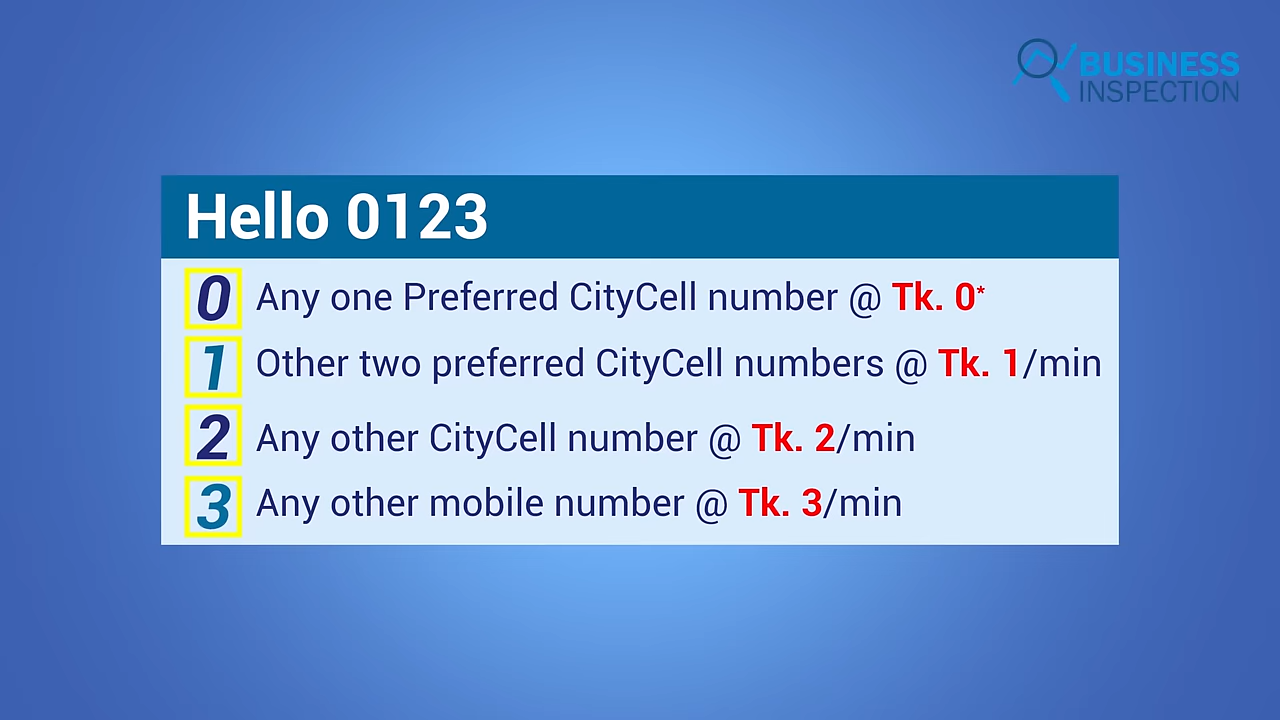 BUSINESS
INSPECTION
Hello 0123
0 Any one Preferred CityCell number @ Tk. 0*
1 Other two preferred CityCell numbers @ Tk. 1/min
2 Any other CityCell number @ Tk. 2/min
3 Any other mobile number @ Tk. 3/min